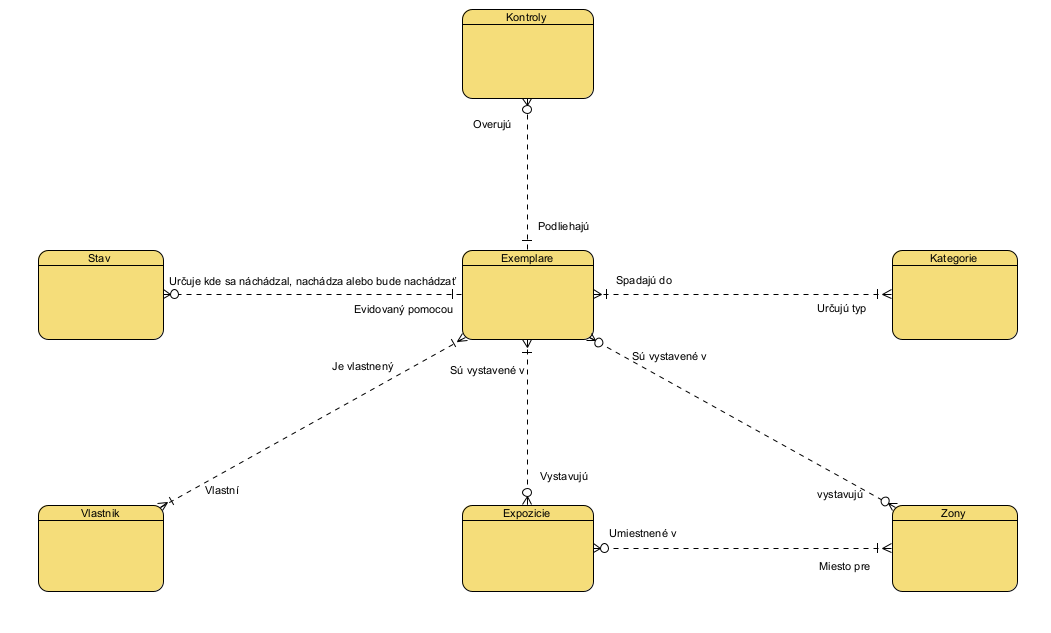 Kontroly
Overujú
Podliehajú
Stav
Určuje kde sa náchádzal, nachádza alebo bude nachádzať
Evidovaný pomocou
Exemplare
Spadajú do
Určujú typ
Kategorie
Je vlastnený
Sú vystavené v
Sú vystavené v
Vlastní
Vystavujú
vystavujú
Vlastnik
Expozicie
Umiestnené v
Miesto pre
Zony